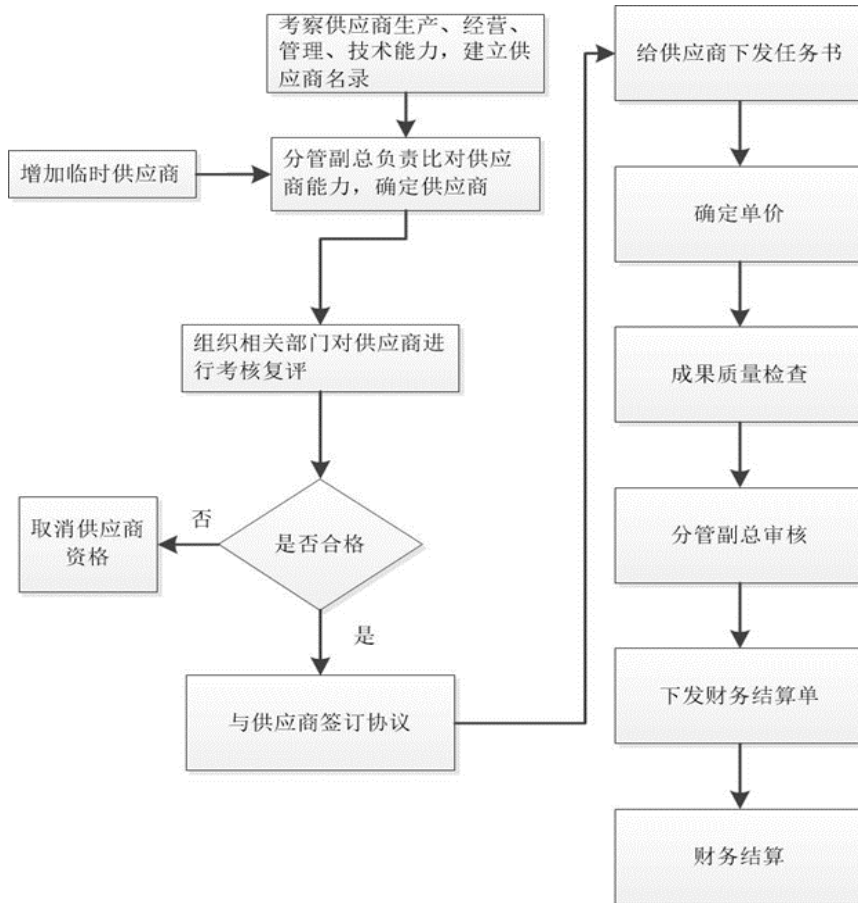 考察供应商生产、经营、
管理、技术能力，建立供
应商名录
增加临时供应商
分管副总负责比对供应
商能力，确定供应商
组织相关部门对供应商进
行考核复评
是否合格
否
取消供应商
资格
是
与供应商签订协议
给供应商下发任务书
确定单价
成果质量检查
分管副总审核
下发财务结算单
财务结算